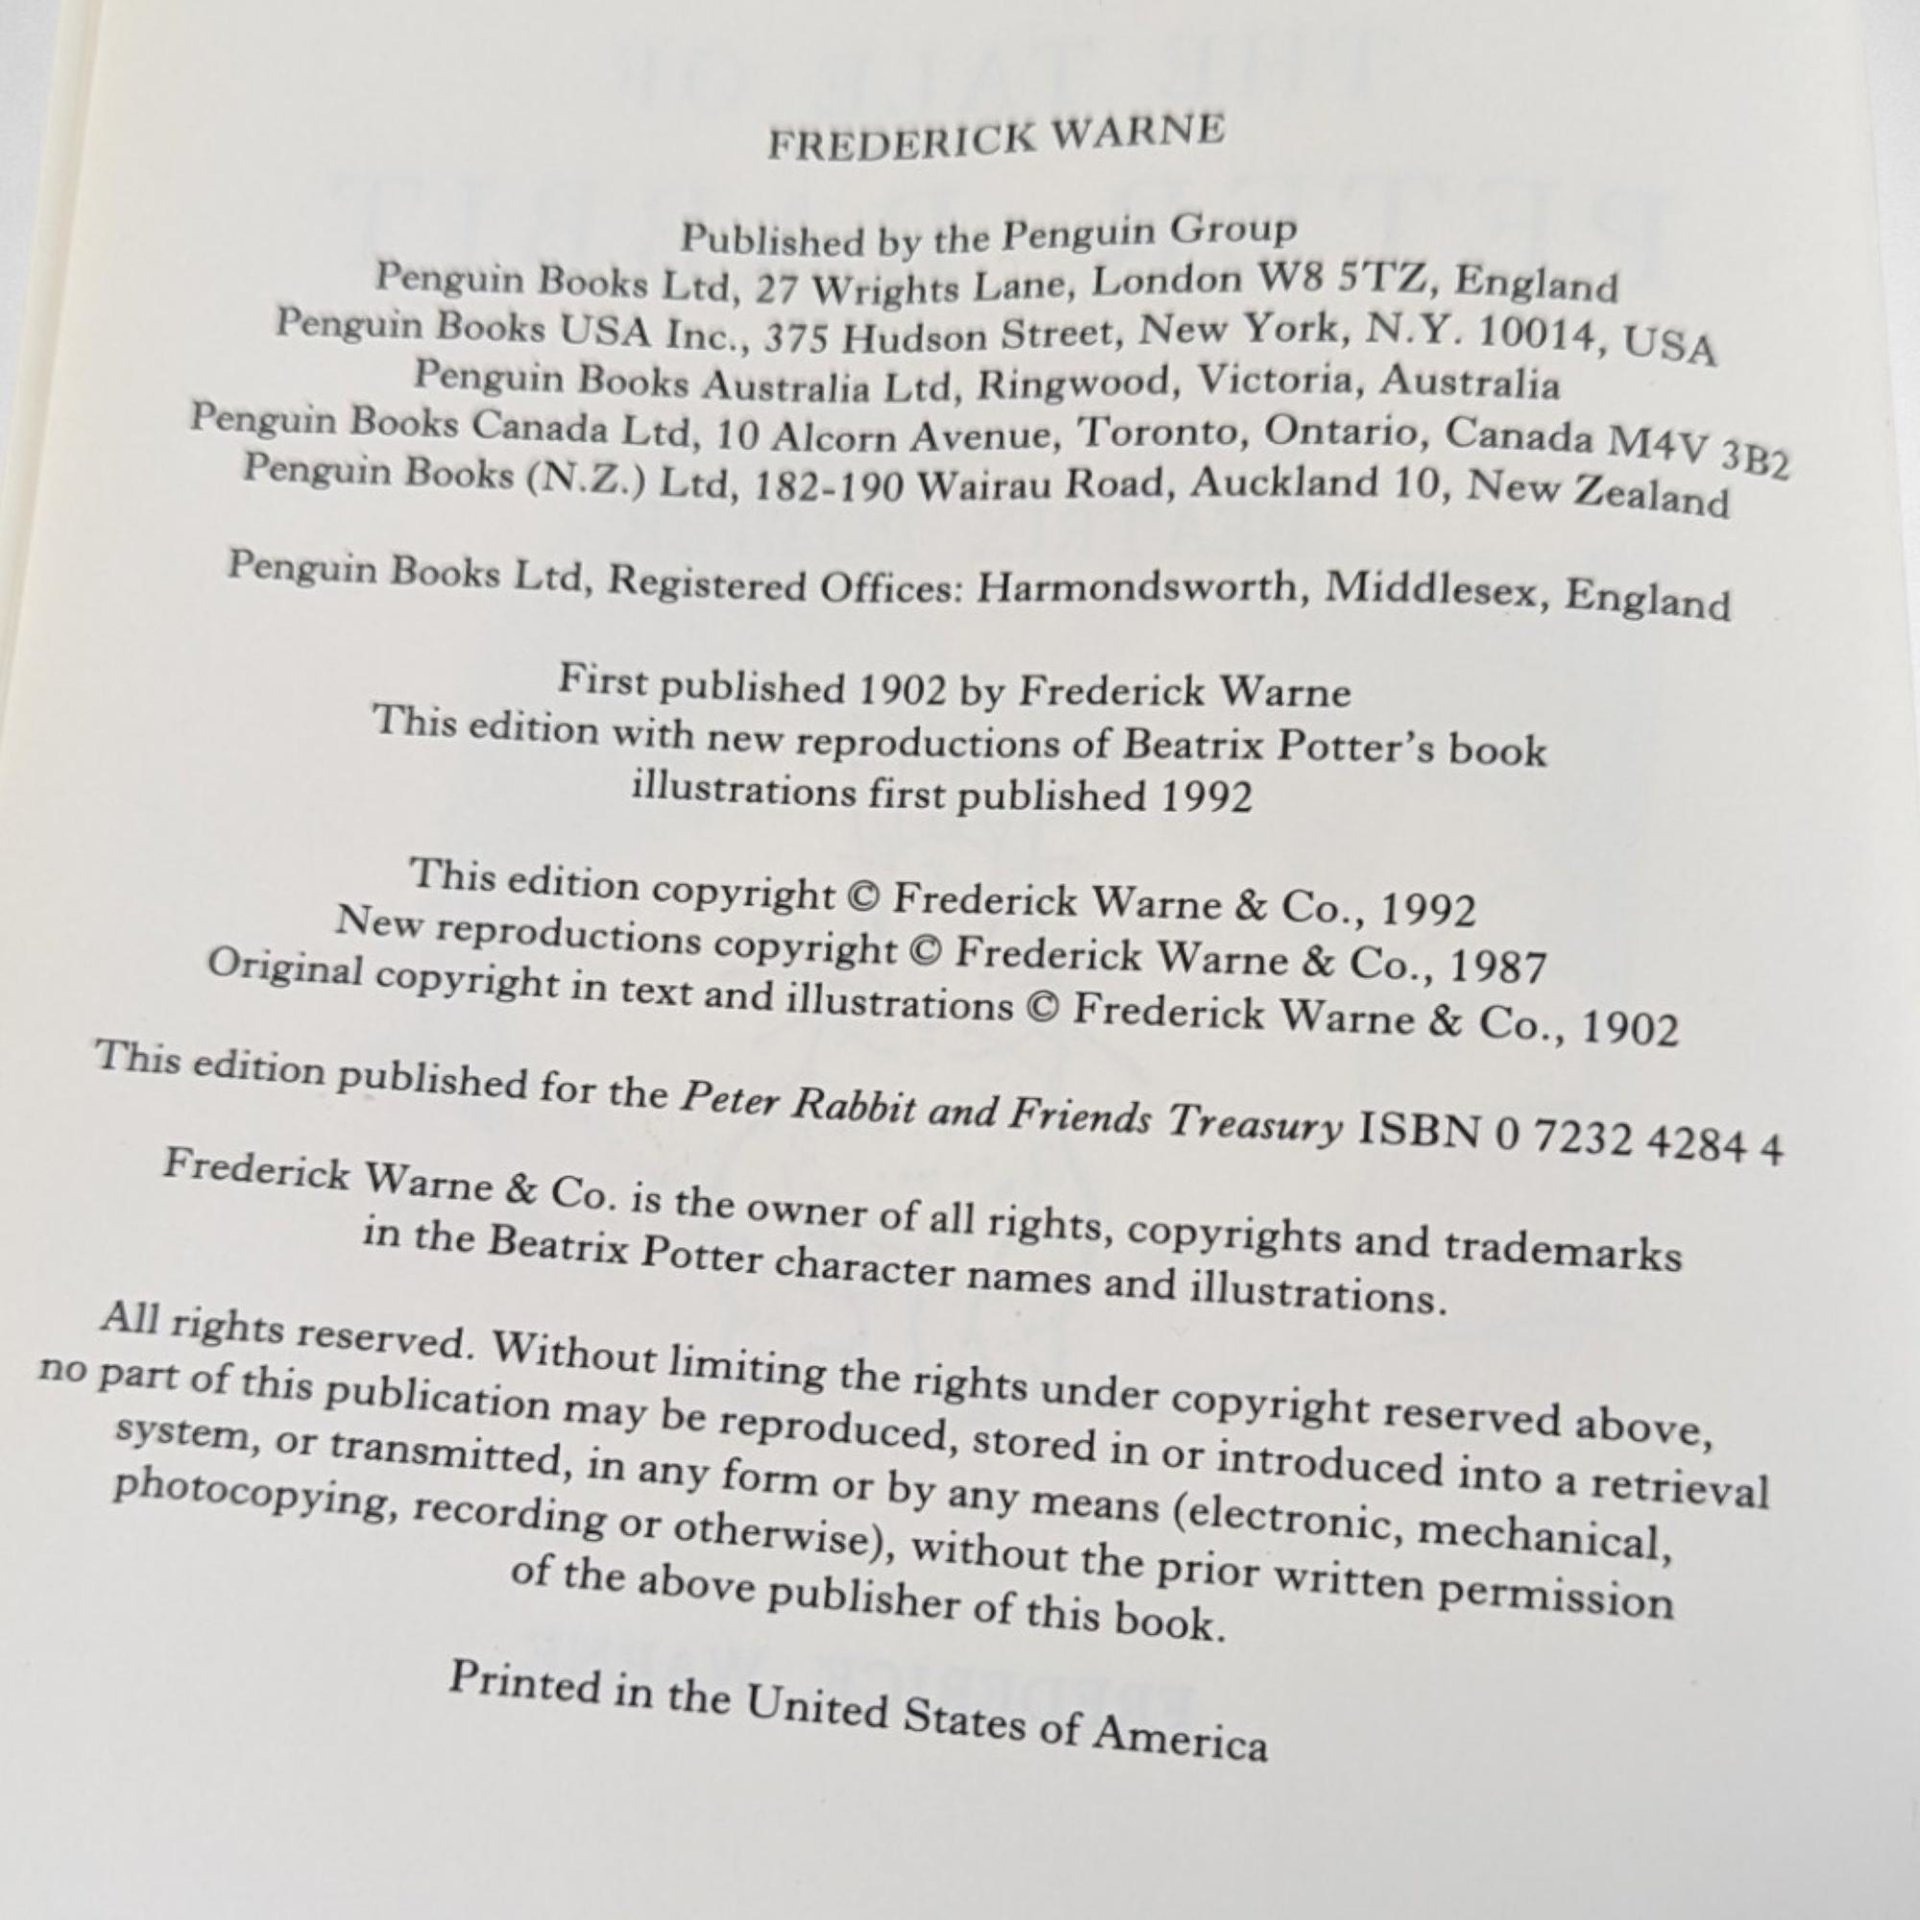 FREDERICK WARNE
Published by the Penguin Group
Penguin Books Ltd, 27 Wrights Lane, London W8 5TZ, England
Penguin Books USA Inc., 375 Hudson Street, New York, N.Y. 10014, USA
Penguin Books Australia Ltd, Ringwood, Victoria, Australia
Penguin Books Canada Ltd, 10 Alcorn Avenue, Toronto, Ontario, Canada M4V 3B2
Penguin Books (N.Z.) Ltd, 182-190 Wairau Road, Auckland 10, New Zealand
Penguin Books Ltd, Registered Offices: Harmondsworth, Middlesex, England
First published 1902 by Frederick Warne
This edition with new reproductions of Beatrix Potter's book
illustrations first published 1992
This edition copyright © Frederick Warne & Co., 1992
New reproductions copyright © Frederick Warne & Co., 1987
Original copyright in text and illustrations © Frederick Warne & Co., 1902
This edition published for the Peter Rabbit and Friends Treasury ISBN 0 7232 4284 4
Frederick Warne & Co. is the owner of all rights, copyrights and trademarks
in the Beatrix Potter character names and illustrations.
All rights reserved. Without limiting the rights under copyright reserved above,
no part of this publication may be reproduced, stored in or introduced into a retrieval
system, or transmitted, in any form or by any means (electronic, mechanical,
photocopying, recording or otherwise), without the prior written permission
of the above publisher of this book.
Printed in the United States of America